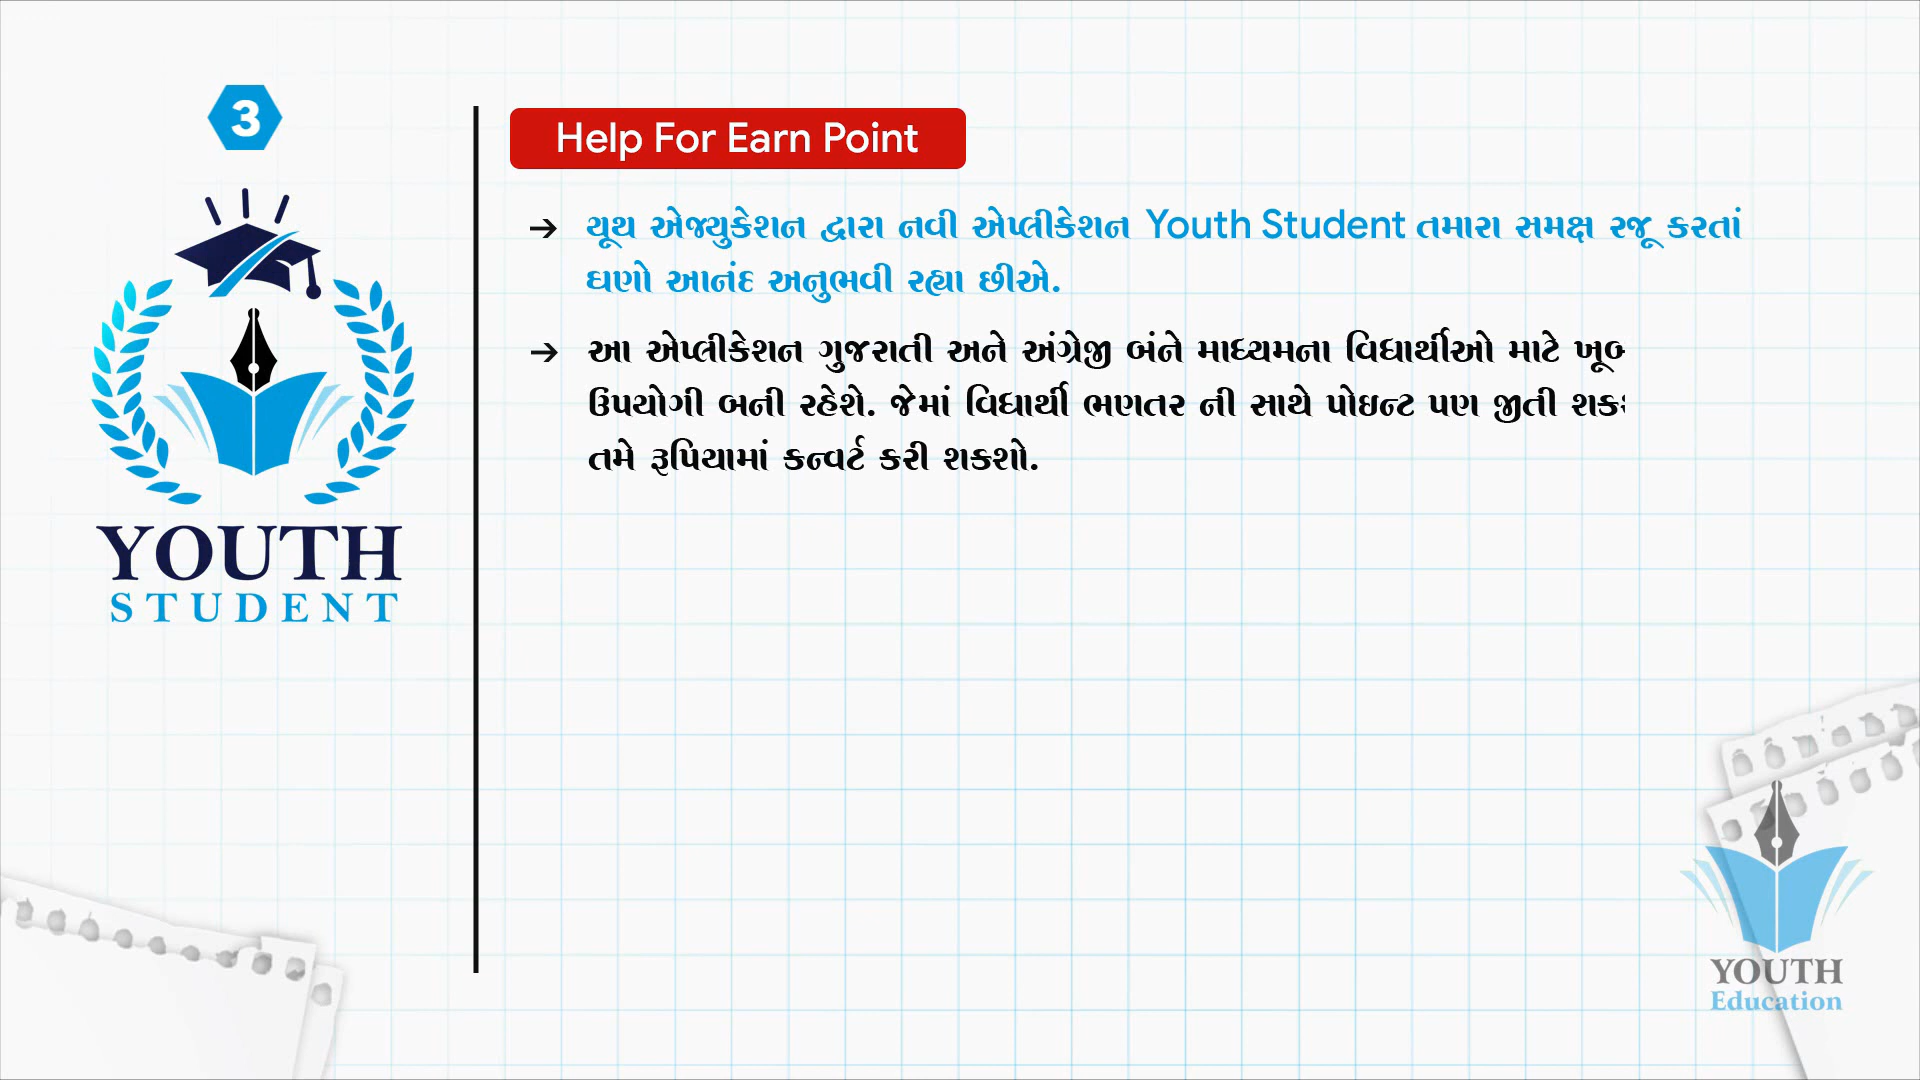 3
Help For Earn Point
→ યૂથ એજ્યુકેશન દ્વારા નવી એપ્લીકેશન Youth Student તમારા સમક્ષ રજૂ કરતાં
ઘણો આનંદ અનુભવી રહ્યા છીએ.
→ આ એપ્લીકેશન ગુજરાતી અને અંગ્રેજી બંને માધ્યમના વિદ્યાર્થીઓ માટે
ઉપયોગી બની રહેશે. જેમાં વિદ્યાર્થી ભણતર ની સાથે પોઇન્ટ પણ જીતી
તમે રૂપિયામાં કન્વર્ટ કરી શકશો.
YOUTH
STUDENT
YOUTH
Education